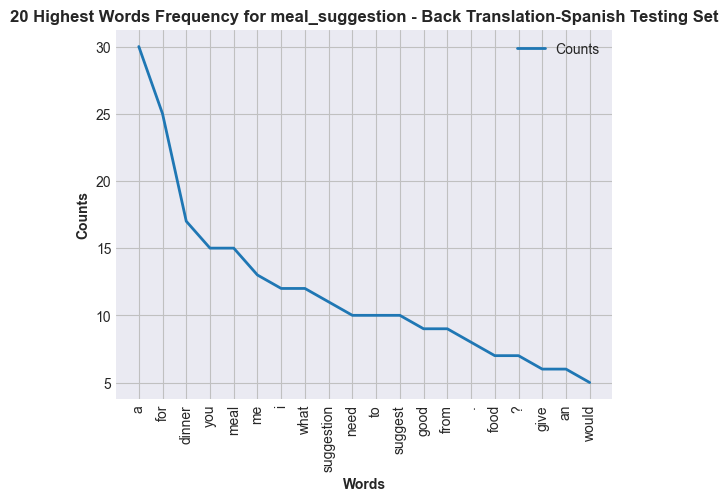 20 Highest Words Frequency for meal_suggestion - Back Translation-Spanish Testing Set
Counts
Counts
30
25
20
15
10
5
a
for
dinner
you
meal
me
i
what
suggestion
need
to
suggest
good
from
.
food
?
give
an
would
Words